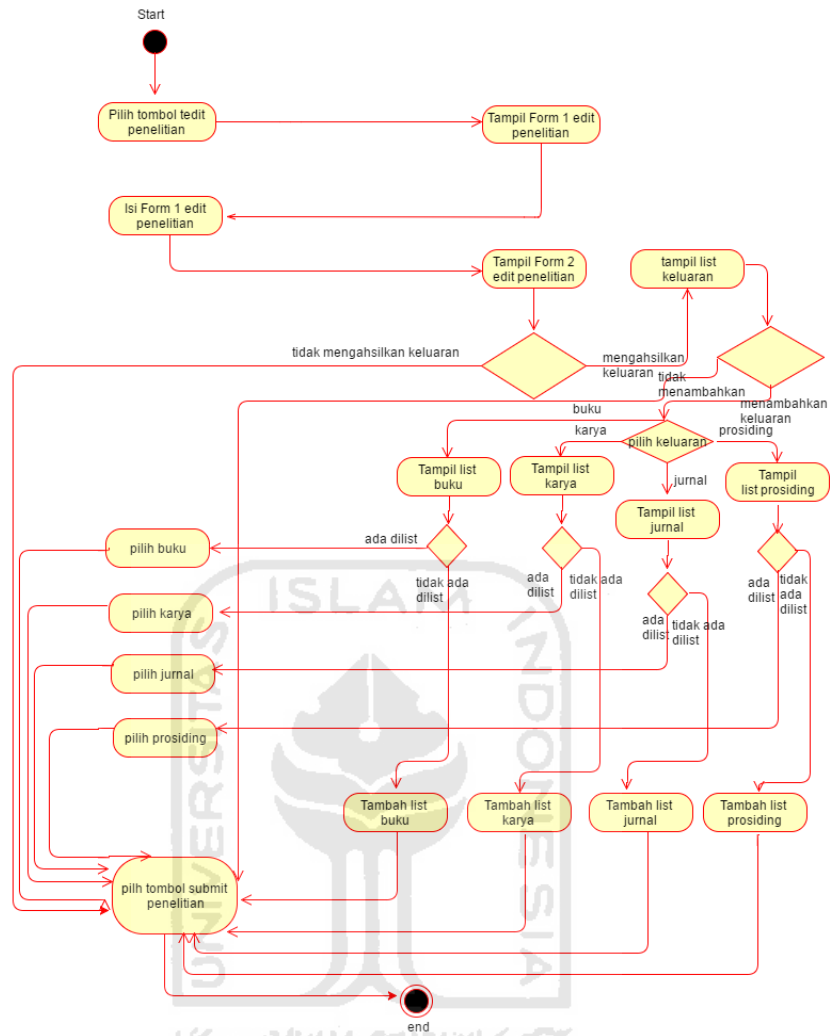 Start
Pilih tombol tedit
penelitian
Tampil Form 1 edit
penelitian
Isi Form 1 edit
penelitian
Tampil Form 2
edit penelitian
tampil list
keluaran
tidak mengahsilkan keluaran
mengahsilkan
keluaran
tidak
menambahkan
menambahkan
keluaran
buku
karya
pilih keluaran
prosiding
jurnal
Tampil list
buku
Tampil list
karya
Tampil list
jurnal
Tampil
list prosiding
pilih buku
ada dilist
tidak ada
dilist
ada
dilist
tidak ada
dilist
ada
dilist
tidak ada
dilist
ada
dilist
tidak
ada
dilist
pilih karya
pilih jurnal
pilih prosiding
Tambah list
buku
Tambah list
karya
Tambah list
jurnal
Tambah list
prosiding
pilh tombol submit
penelitian
end
UNIVERSITAS
ISLAM
INDONESIA